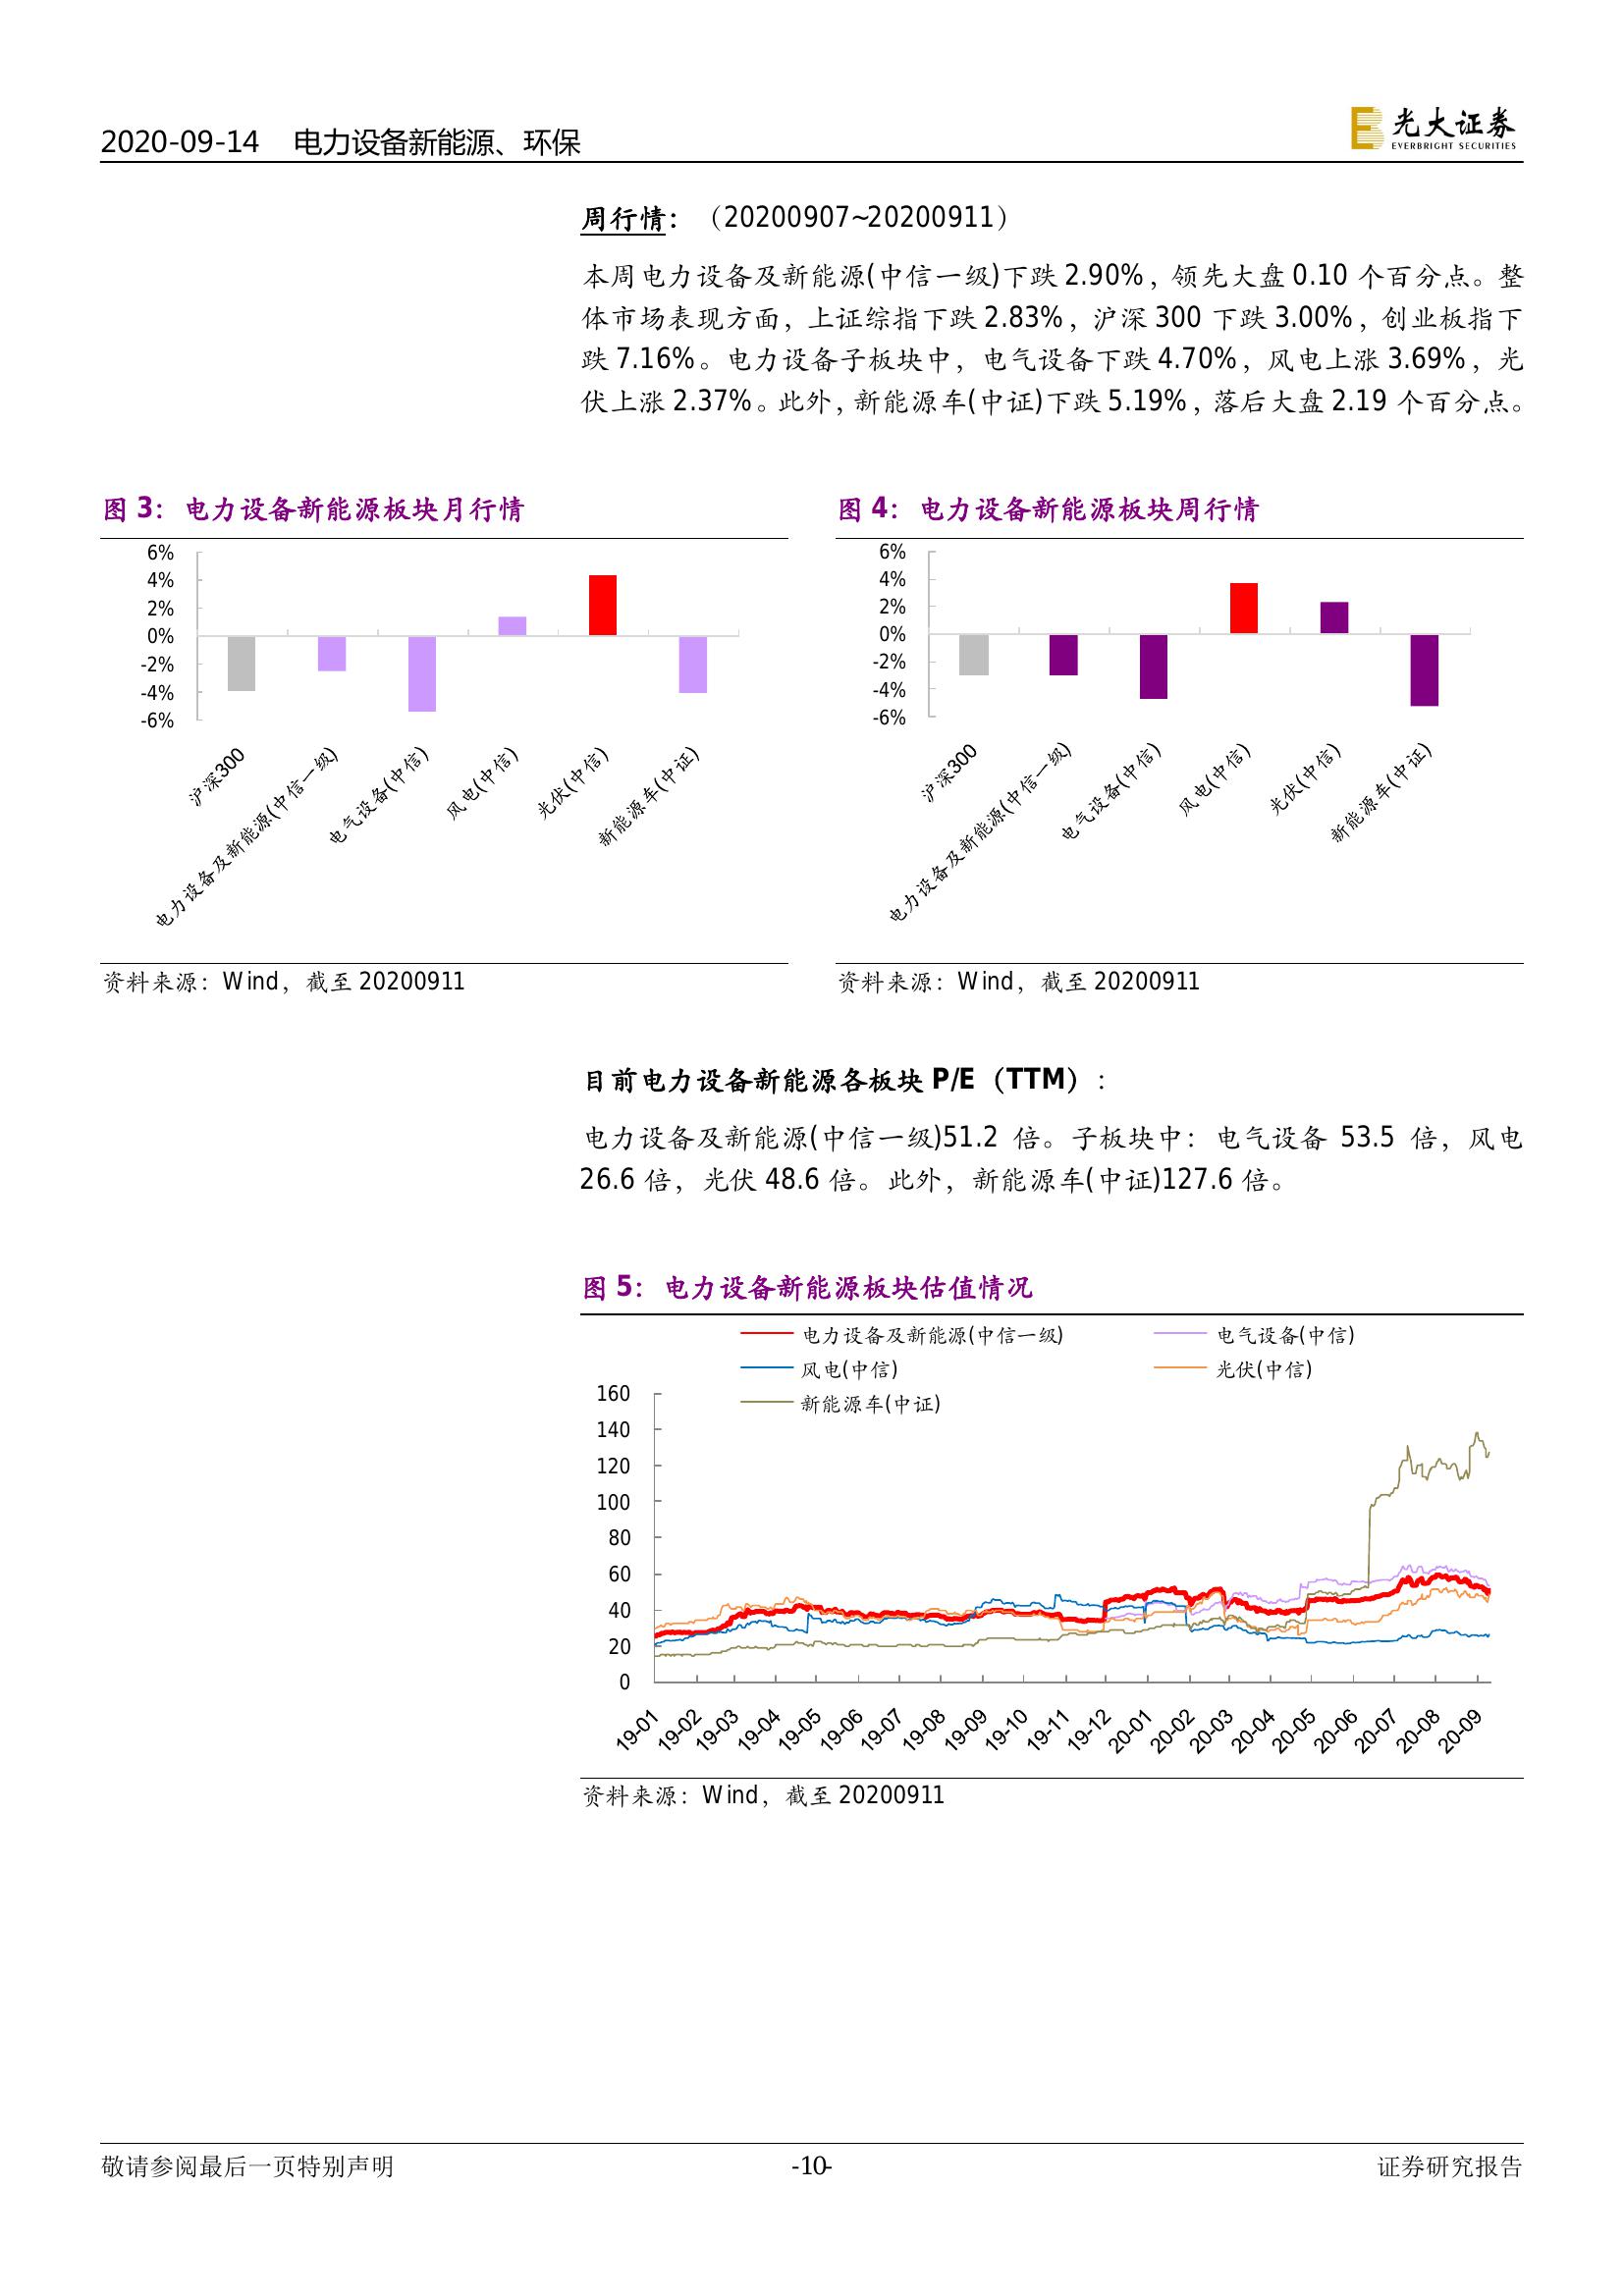 2020-09-14 电力设备新能源、环保
光大证券
EVERBRIGHT SECURITIES
周行情：（20200907~20200911）
本周电力设备及新能源(中信一级)下跌 2.90%，领先大盘 0.10 个百分点。整
体市场表现方面，上证综指下跌 2.83%，沪深 300 下跌 3.00%，创业板指下
跌 7.16%。电力设备子板块中，电气设备下跌 4.70%，风电上涨 3.69%，光
伏上涨 2.37%。此外，新能源车(中证)下跌 5.19%，落后大盘 2.19 个百分点。
图 3：电力设备新能源板块月行情
6%
4%
2%
0%
-2%
-4%
-6%
沪深300
电力设备及新能源(中信一级)
电气设备(中信)
风电(中信)
光伏(中信)
新能源车(中证)
资料来源：Wind，截至 20200911
图 4：电力设备新能源板块周行情
6%
4%
2%
0%
-2%
-4%
-6%
沪深300
电力设备及新能源(中信一级)
电气设备(中信)
风电(中信)
光伏(中信)
新能源车(中证)
资料来源：Wind，截至 20200911
目前电力设备新能源各板块 P/E（TTM）：
电力设备及新能源(中信一级)51.2 倍。子板块中：电气设备 53.5 倍，风电
26.6 倍，光伏 48.6 倍。此外，新能源车(中证)127.6 倍。
图 5：电力设备新能源板块估值情况
电力设备及新能源(中信一级)
电气设备(中信)
风电(中信)
光伏(中信)
新能源车(中证)
160
140
120
100
80
60
40
20
0
19-01
19-02
19-03
19-04
19-05
19-06
19-07
19-08
19-09
19-10
19-11
19-12
20-01
20-02
20-03
20-04
20-05
20-06
20-07
20-08
20-09
资料来源：Wind，截至 20200911
敬请参阅最后一页特别声明
-10-
证券研究报告